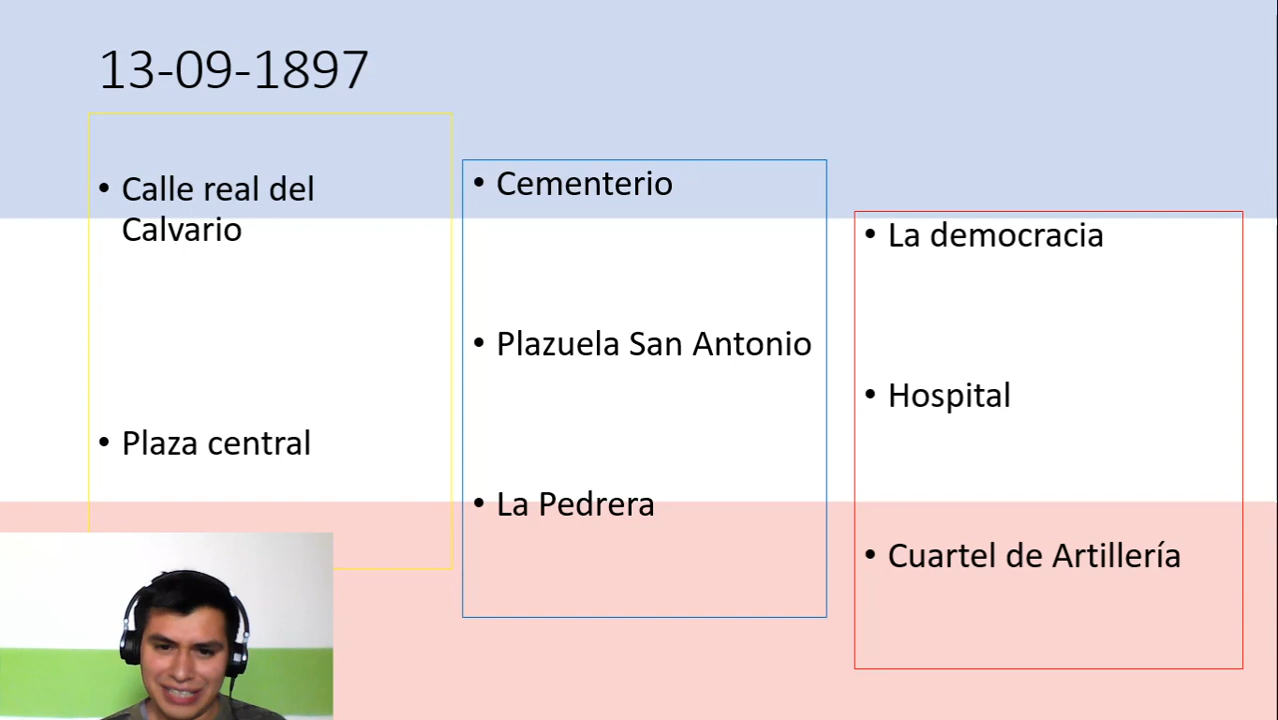 13-09-1897
• Calle real del
Calvario
• Plaza central
• Cementerio
• Plazuela San Antonio
• La Pedrera
• La democracia
• Hospital
• Cuartel de Artillería